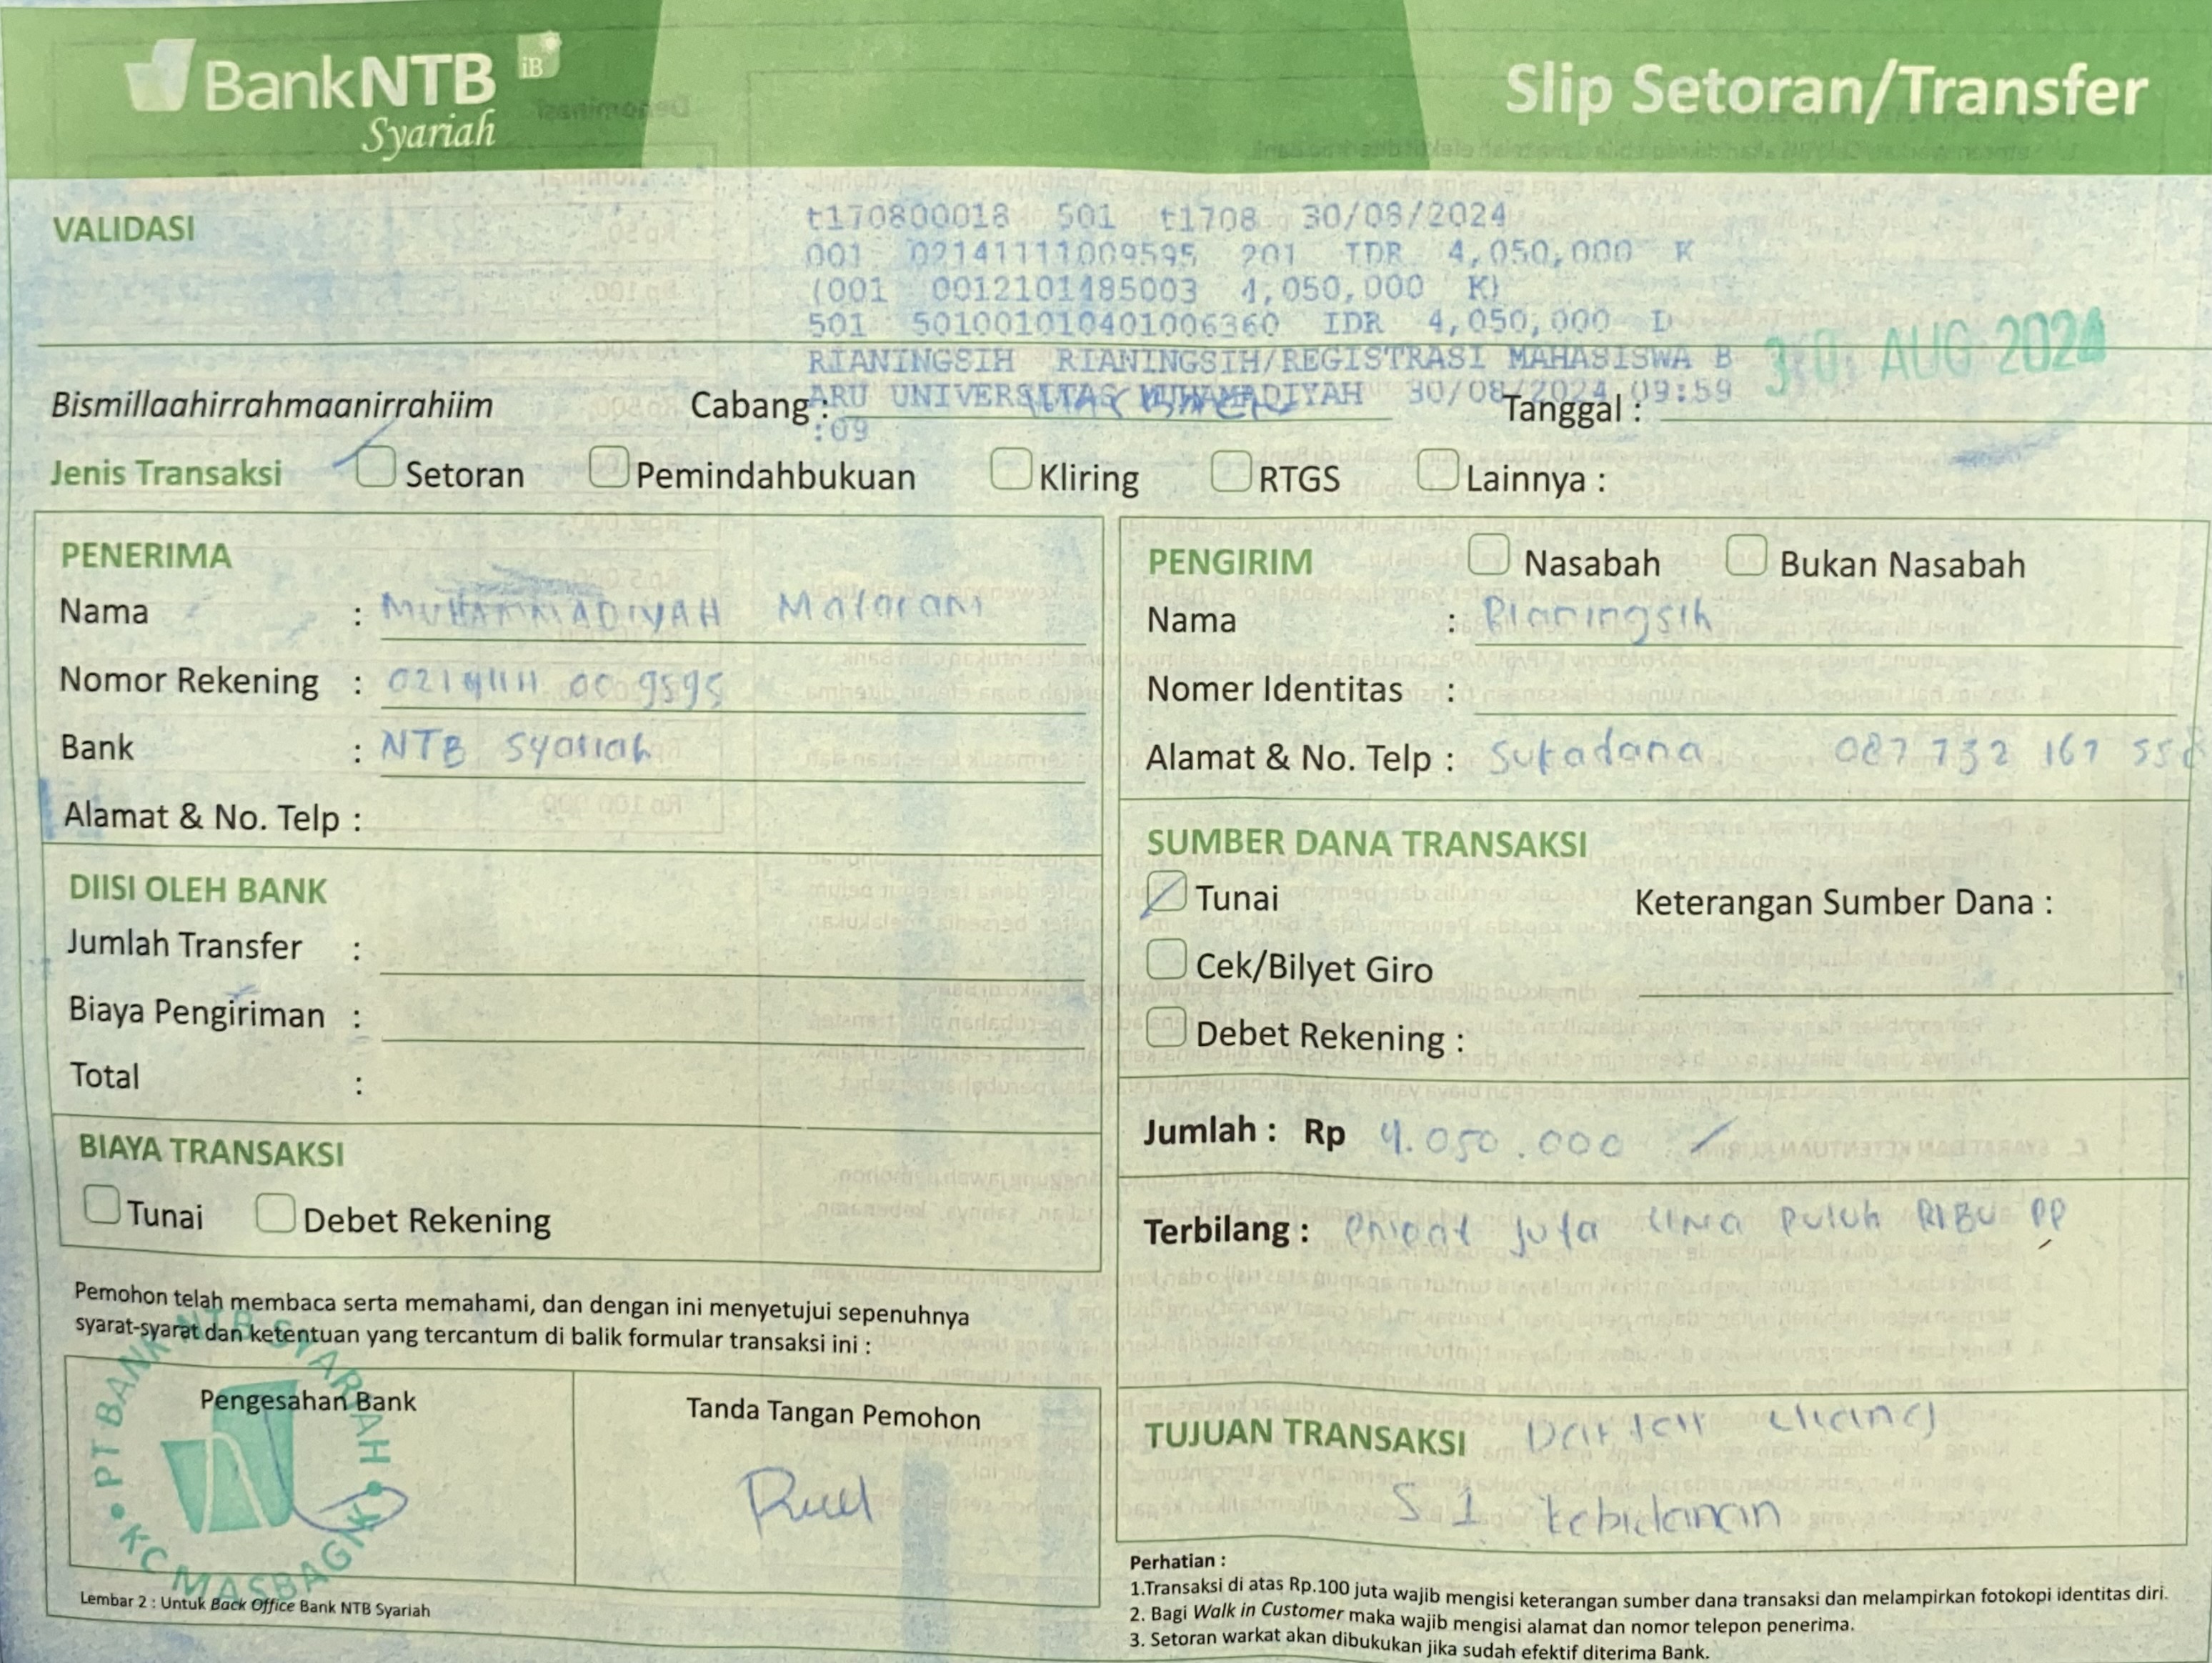 BankNTB iB
Syariah
Slip Setoran/Transfer
VALIDASI
t170800018 501 t1708 30/08/2024
001 02141111009595 201 IDR 4,050,000 K
(001 0012101485003 4,050,000 K)
501 501001010401006360 IDR 4,050,000 D
RIANINGSIH RIANINGSIH/REGISTRASI MAHASISWA B
ARU UNIVERSITAS MUHAMADIYAH 30/08/2024 09:59
:09
30 AUG 2024
Bismillaahirrahmaanirrahiim Cabang : Tanggal :
Jenis Transaksi Setoran Pemindahbukuan Kliring RTGS Lainnya :
PENERIMA
Nama : MUHAMMADIYAH Mataram
Nomor Rekening : 02141111 00 9595
Bank : NTB Syariah
Alamat & No. Telp :
DIISI OLEH BANK
Jumlah Transfer :
Biaya Pengiriman :
Total :
BIAYA TRANSAKSI
Tunai Debet Rekening
Pemohon telah membaca serta memahami, dan dengan ini menyetujui sepenuhnya
syarat-syarat dan ketentuan yang tercantum di balik formular transaksi ini :
Pengesahan Bank
PT BANK NTB SYARIAH
KC MASBAGIK
Tanda Tangan Pemohon
Lembar 2 : Untuk Back Office Bank NTB Syariah
PENGIRIM Nasabah Bukan Nasabah
Nama : Rianingsih
Nomer Identitas :
Alamat & No. Telp : Sukadana 087 732 167 558
SUMBER DANA TRANSAKSI
Tunai Keterangan Sumber Dana :
Cek/Bilyet Giro
Debet Rekening :
Jumlah : Rp 4.050.000
Terbilang : Empat juta lima puluh RIBU RP
TUJUAN TRANSAKSI Daftar ulang
S 1 kebidanan
Perhatian :
1.Transaksi di atas Rp.100 juta wajib mengisi keterangan sumber dana transaksi dan melampirkan fotokopi identitas diri.
2. Bagi Walk in Customer maka wajib mengisi alamat dan nomor telepon penerima.
3. Setoran warkat akan dibukukan jika sudah efektif diterima Bank.